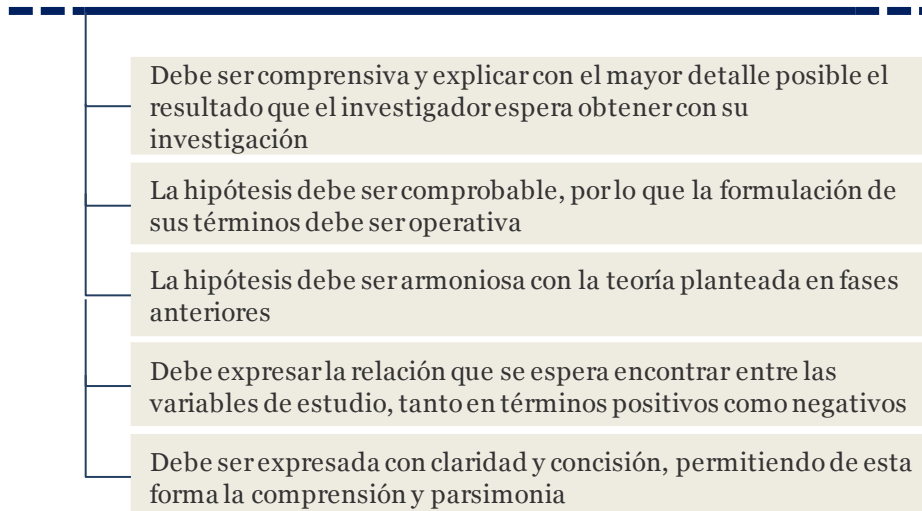 Debe ser comprensiva y explicar con el mayor detalle posible el
resultado que el investigador espera obtener con su
investigación
La hipótesis debe ser comprobable, por lo que la formulación de
sus términos debe ser operativa
La hipótesis debe ser armoniosa con la teoría planteada en fases
anteriores
Debe expresar la relación que se espera encontrar entre las
variables de estudio, tanto en términos positivos como negativos
Debe ser expresada con claridad y concisión, permitiendo de esta
forma la comprensión y parsimonia